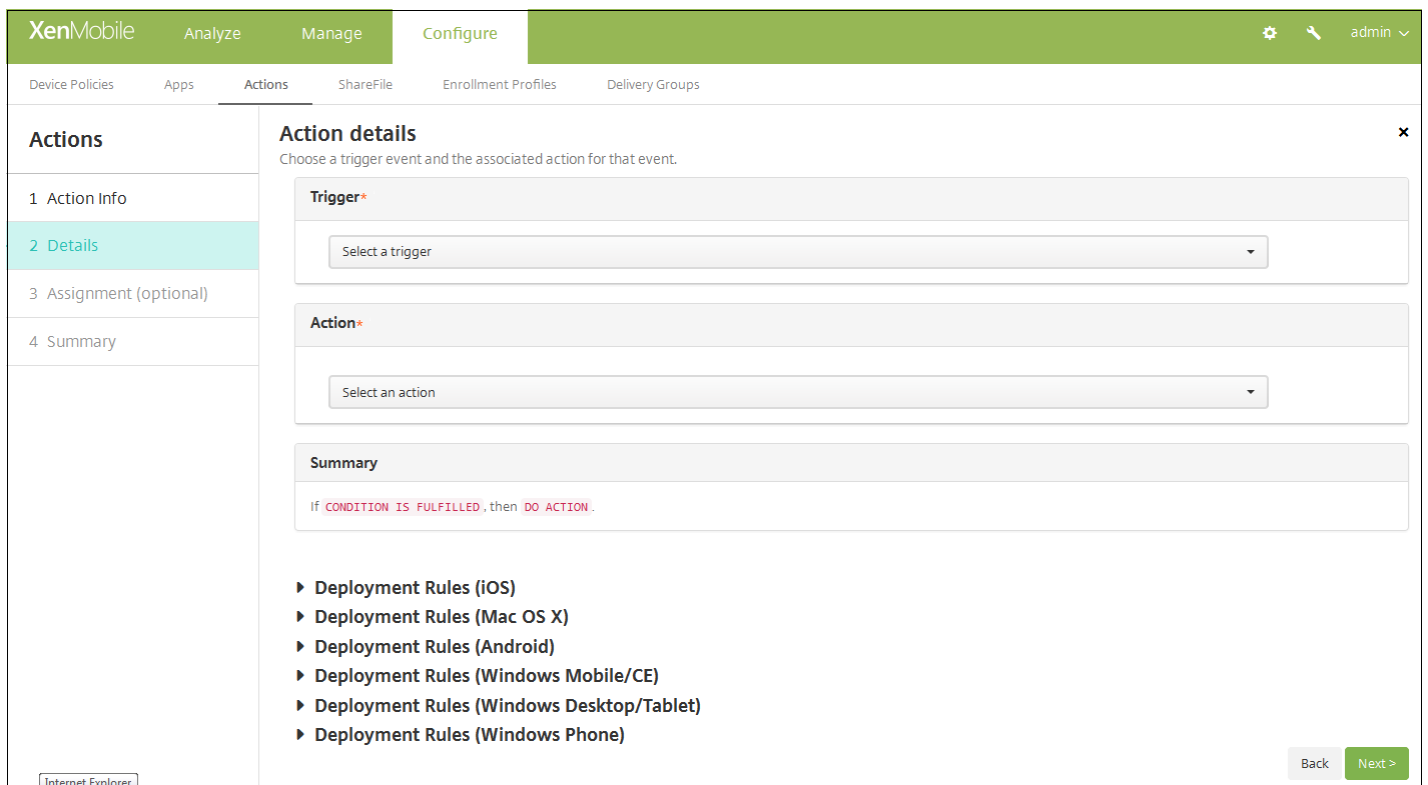 XenMobile Analyze Manage Configure admin
Device Policies Apps Actions ShareFile Enrollment Profiles Delivery Groups
Actions
1 Action Info
2 Details
3 Assignment (optional)
4 Summary
Action details
Choose a trigger event and the associated action for that event.
Trigger*
Select a trigger
Action*
Select an action
Summary
If CONDITION IS FULFILLED, then DO ACTION.
Deployment Rules (iOS)
Deployment Rules (Mac OS X)
Deployment Rules (Android)
Deployment Rules (Windows Mobile/CE)
Deployment Rules (Windows Desktop/Tablet)
Deployment Rules (Windows Phone)
Back Next >
Internet Explorer